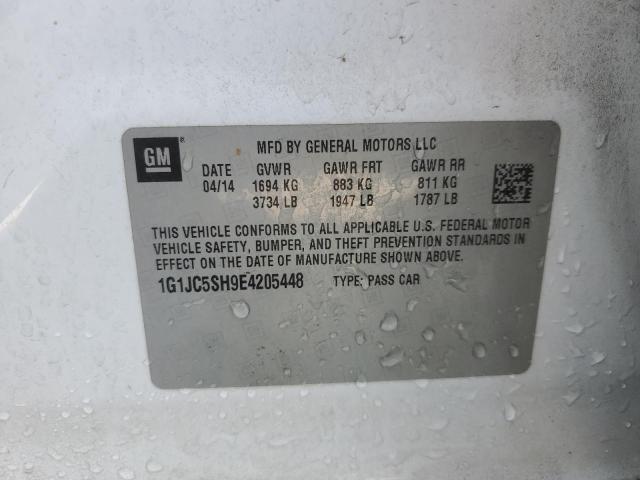 GM ®
MFD BY GENERAL MOTORS LLC
DATE GVWR GAWR FRT GAWR RR
04/14 1694 KG 883 KG 811 KG
3734 LB 1947 LB 1787 LB
THIS VEHICLE CONFORMS TO ALL APPLICABLE U.S. FEDERAL MOTOR
VEHICLE SAFETY, BUMPER, AND THEFT PREVENTION STANDARDS IN
EFFECT ON THE DATE OF MANUFACTURE SHOWN ABOVE.
1G1JC5SH9E4205448 TYPE: PASS CAR